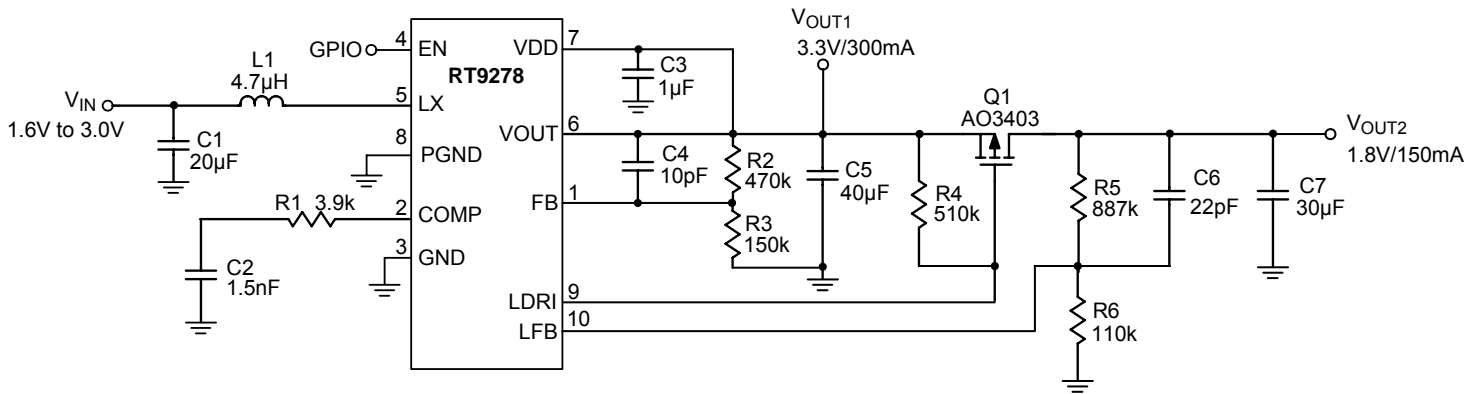 V_OUT1
3.3V/300mA
GPIO
4
EN
VDD
7
RT9278
C3
1µF
L1
4.7µH
V_IN
1.6V to 3.0V
5
LX
C1
20µF
VOUT
6
Q1
AO3403
V_OUT2
1.8V/150mA
8
PGND
C4
10pF
R2
470k
C5
40µF
R4
510k
R5
887k
C6
22pF
C7
30µF
R1 3.9k
2
COMP
FB
1
R3
150k
3
GND
C2
1.5nF
LDRI
9
LFB
10
R6
110k